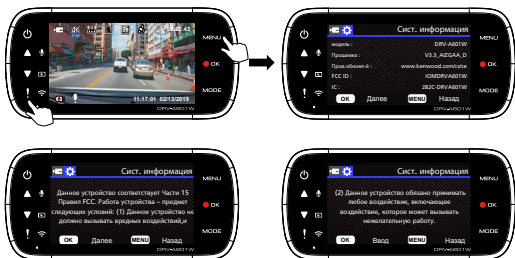 4K
MENU
OK
MODE
11:17:01 02/13/2019
DRV-A601W
Сист. информация
модель : DRV-A601W
Прошивка : V3.3_AIZGAA_D
Пров.обновл-й : www.kenwood.com/cs/ce
FCC ID : IOMDRVA601W
IC : 282C-DRVA601W
OK Далее MENU Назад
MENU
OK
MODE
DRV-A601W
Сист. информация
Данное устройство соответствует Части 15
Правил FCC. Работа устройства – предмет
следующих условий: (1) Данное устройство не
должно вызывать вредных воздействий,и
OK Далее MENU Назад
MENU
OK
MODE
DRV-A601W
Сист. информация
(2) Данное устройство обязано принимать
любое воздействие, включающее
воздействие, которое может вызывать
нежелательную работу.
OK Ввод MENU Назад
MENU
OK
MODE
DRV-A601W